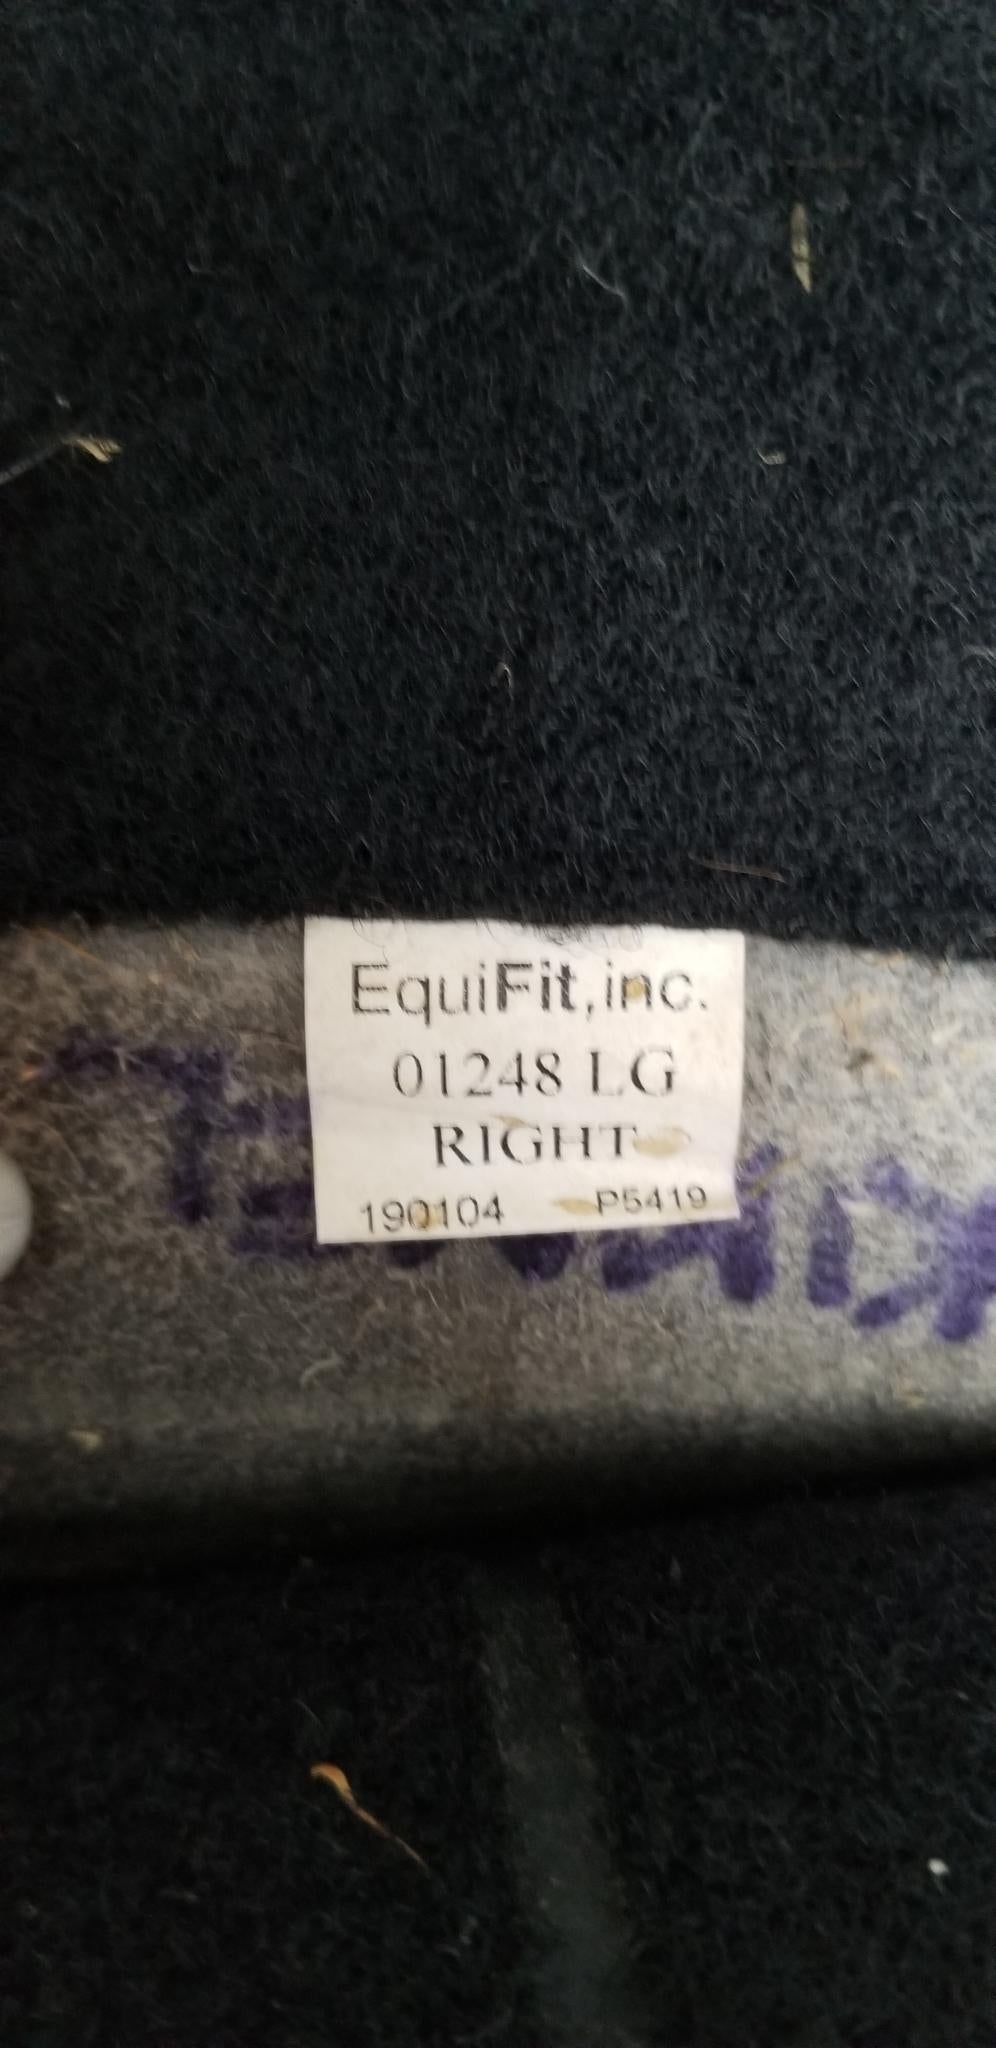 EquiFit, inc.
01248 LG
RIGHT
190104 P5419